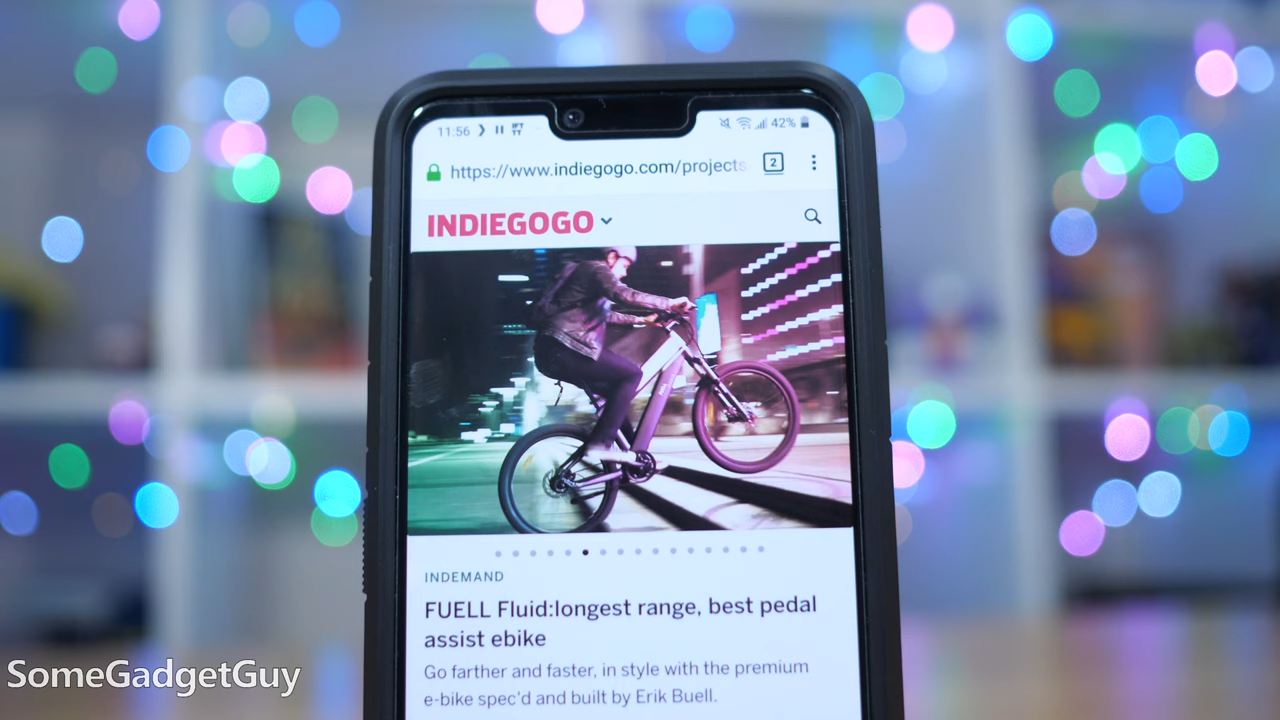 11:56 IFTTT 42%
https://www.indiegogo.com/projects 2
INDIEGOGO
INDEMAND
FUELL Fluid:longest range, best pedal
assist ebike
Go farther and faster, in style with the premium
e-bike spec'd and built by Erik Buell.
SomeGadgetGuy